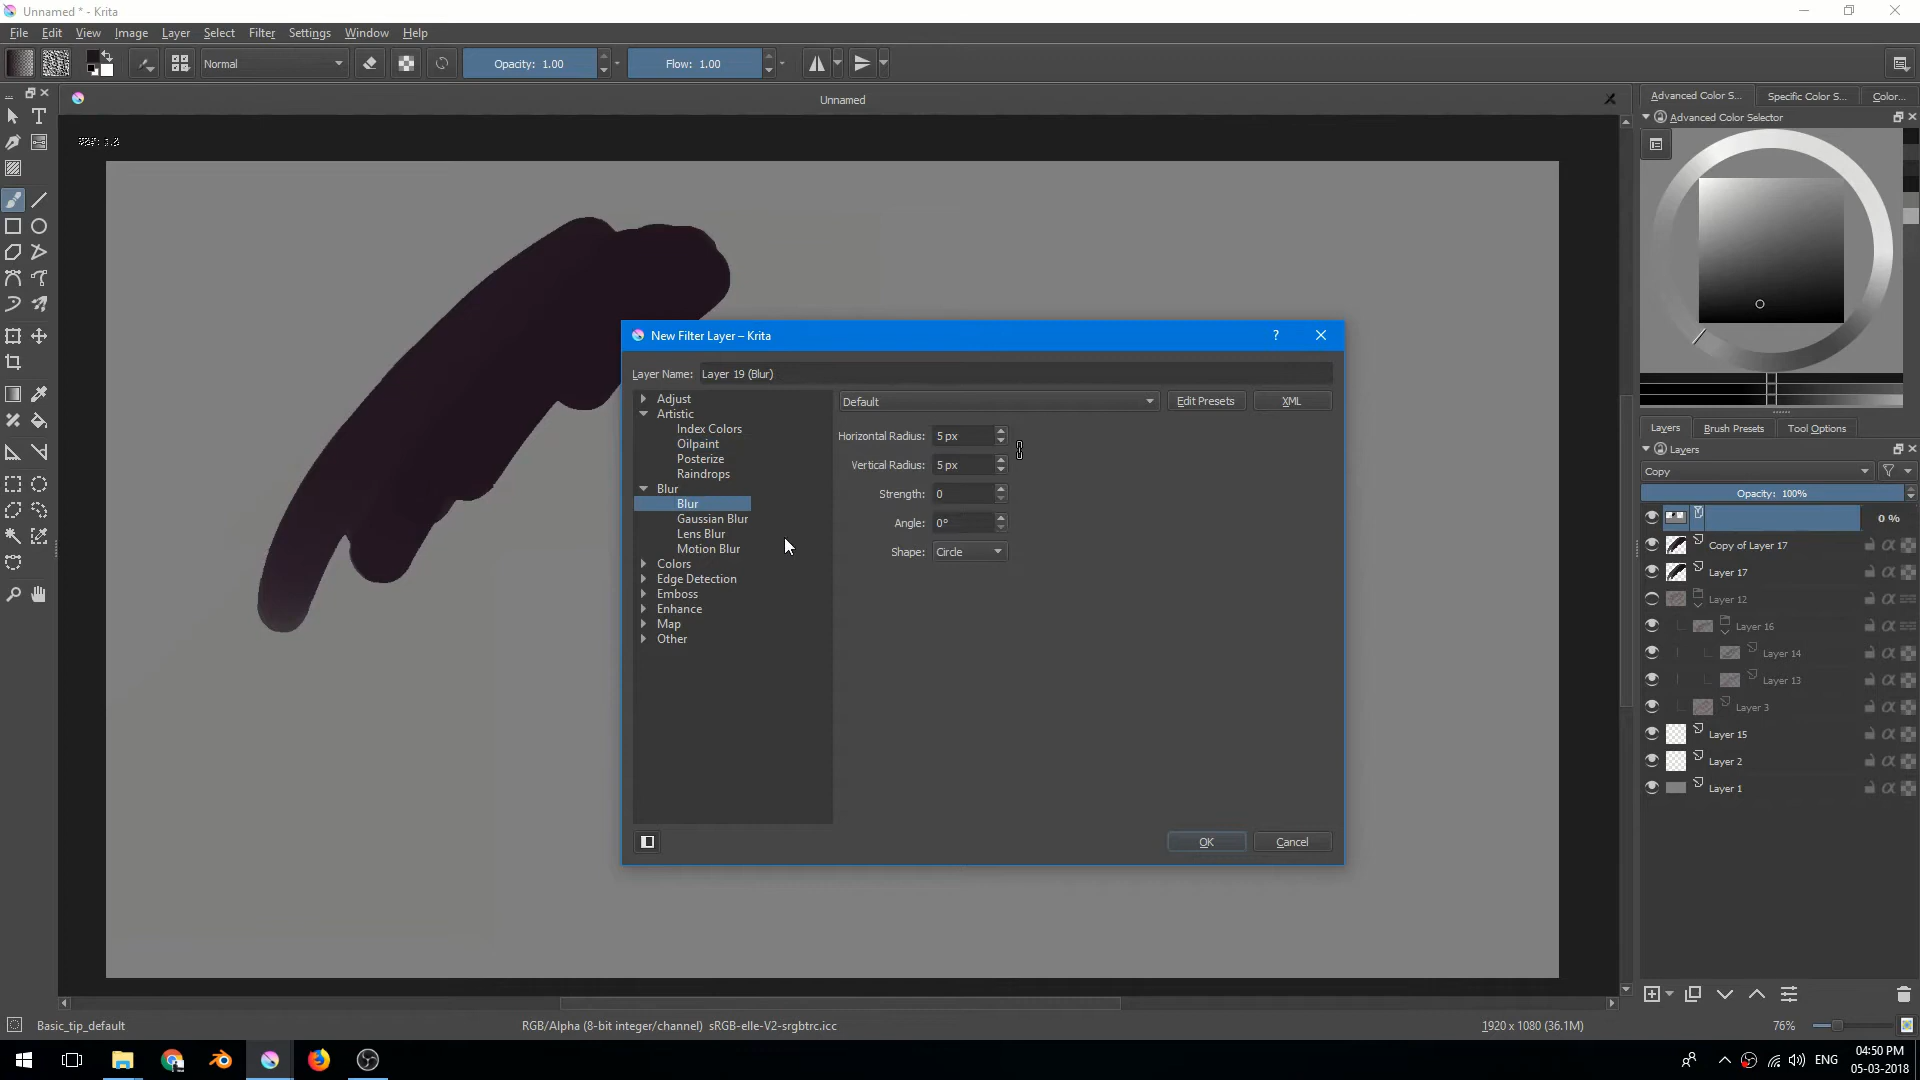 Unnamed * - Krita
File Edit View Image Layer Select Filter Settings Window Help
Normal
Opacity: 1.00
Flow: 1.00
Unnamed
Advanced Color S...
Specific Color S...
Color...
Advanced Color Selector
New Filter Layer – Krita
?
Layer Name: Layer 19 (Blur)
Adjust
Artistic
Index Colors
Oilpaint
Posterize
Raindrops
Blur
Blur
Gaussian Blur
Lens Blur
Motion Blur
Colors
Edge Detection
Emboss
Enhance
Map
Other
Default
Edit Presets
XML
Horizontal Radius: 5 px
Vertical Radius: 5 px
Strength: 0
Angle: 0°
Shape: Circle
OK
Cancel
Layers
Brush Presets
Tool Options
Layers
Copy
Opacity: 100%
0 %
Copy of Layer 17
Layer 17
Layer 12
Layer 16
Layer 14
Layer 13
Layer 3
Layer 15
Layer 2
Layer 1
Basic_tip_default
RGB/Alpha (8-bit integer/channel) sRGB-elle-V2-srgbtrc.icc
1920 x 1080 (36.1M)
76%
ENG
04:50 PM
05-03-2018